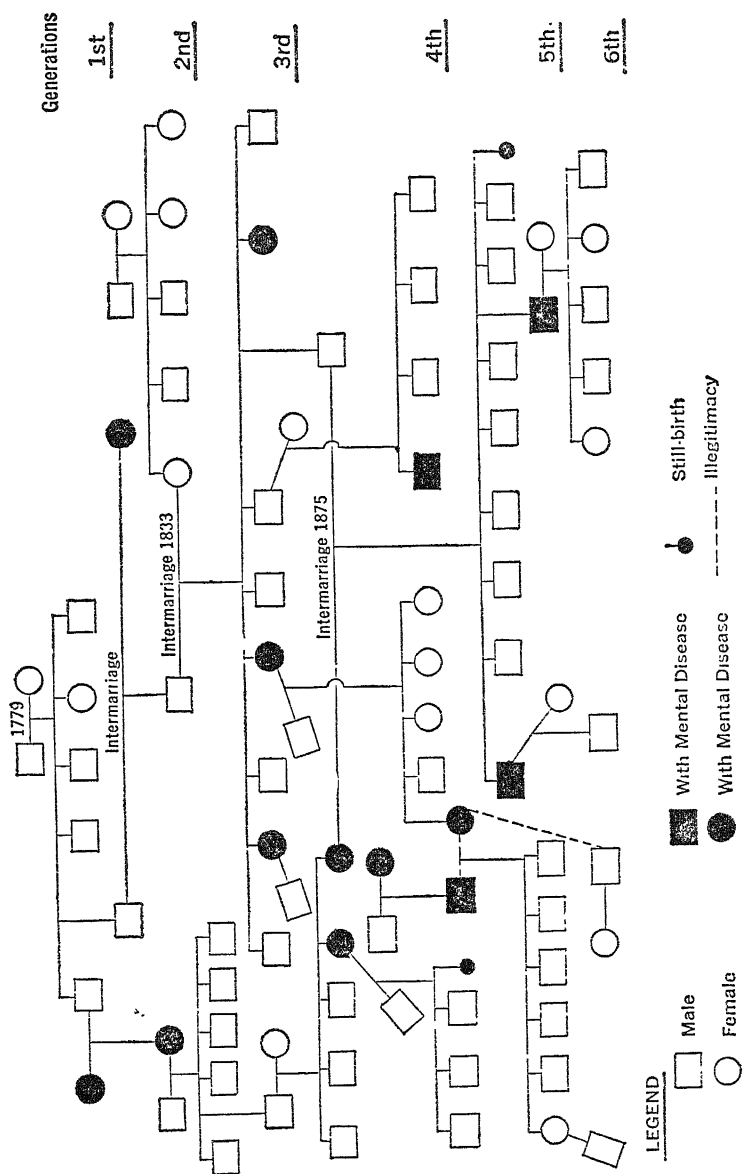 Generations
1st
2nd
3rd
4th
5th.
6th
1779
Intermarriage
Intermarriage 1833
Intermarriage 1875
LEGEND
Male
Female
With Mental Disease
With Mental Disease
Still-birth
Illegitimacy